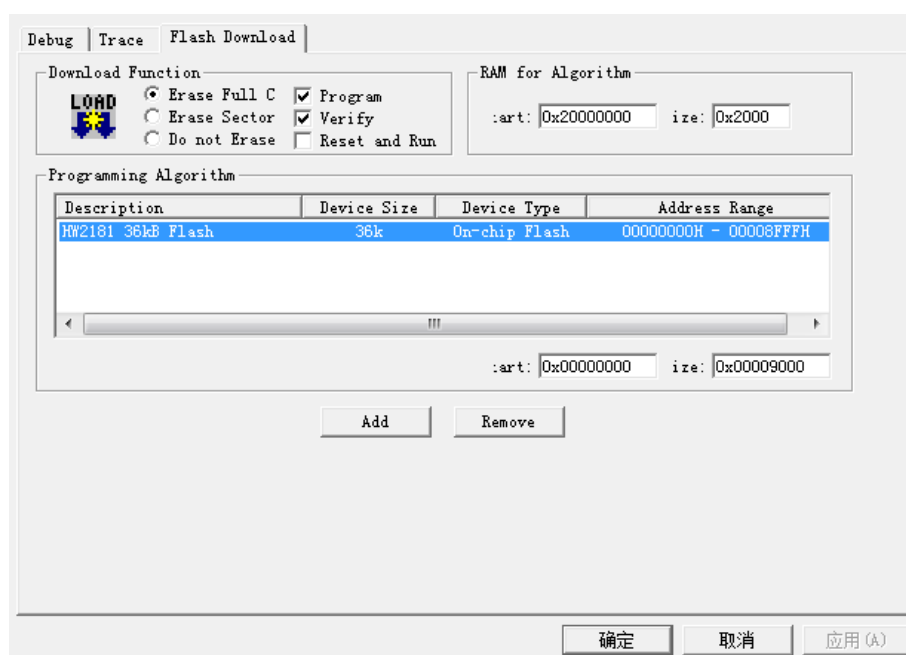 Debug Trace Flash Download
Download Function
LOAD
Erase Full C Program
Erase Sector Verify
Do not Erase Reset and Run
RAM for Algorithm
:art: 0x20000000 ize: 0x2000
Programming Algorithm
Description Device Size Device Type Address Range
HW2181 36kB Flash 36k On-chip Flash 00000000H - 00008FFFH
:art: 0x00000000 ize: 0x00009000
Add Remove
确定 取消 应用(A)